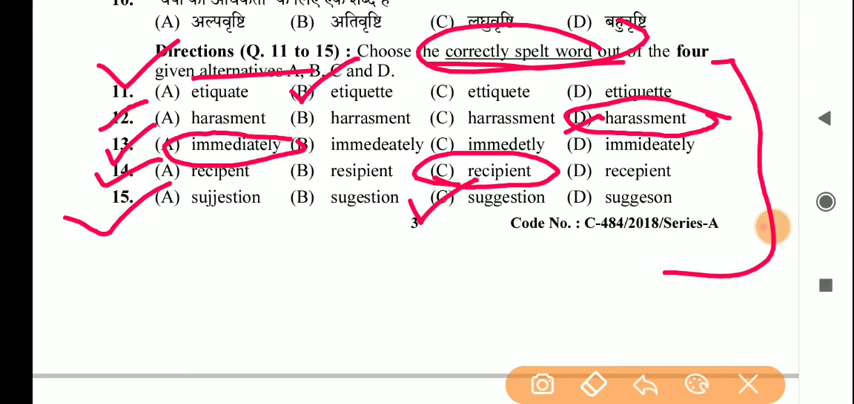 (A) अल्पवृष्टि (B) अतिवृष्टि (C) लघुवृष्टि (D) बहुवृष्टि
Directions (Q. 11 to 15) : Choose the correctly spelt word out of the four
given alternatives A, B, C and D.
11. (A) etiquate (B) etiquette (C) ettiquete (D) ettiquette
12. (A) harasment (B) harrasment (C) harrassment (D) harassment
13. (A) immediately (B) immedeately (C) immedetly (D) immideately
14. (A) recipent (B) resipient (C) recipient (D) recepient
15. (A) sujjestion (B) sugestion (C) suggestion (D) suggeson
3 Code No. : C-484/2018/Series-A